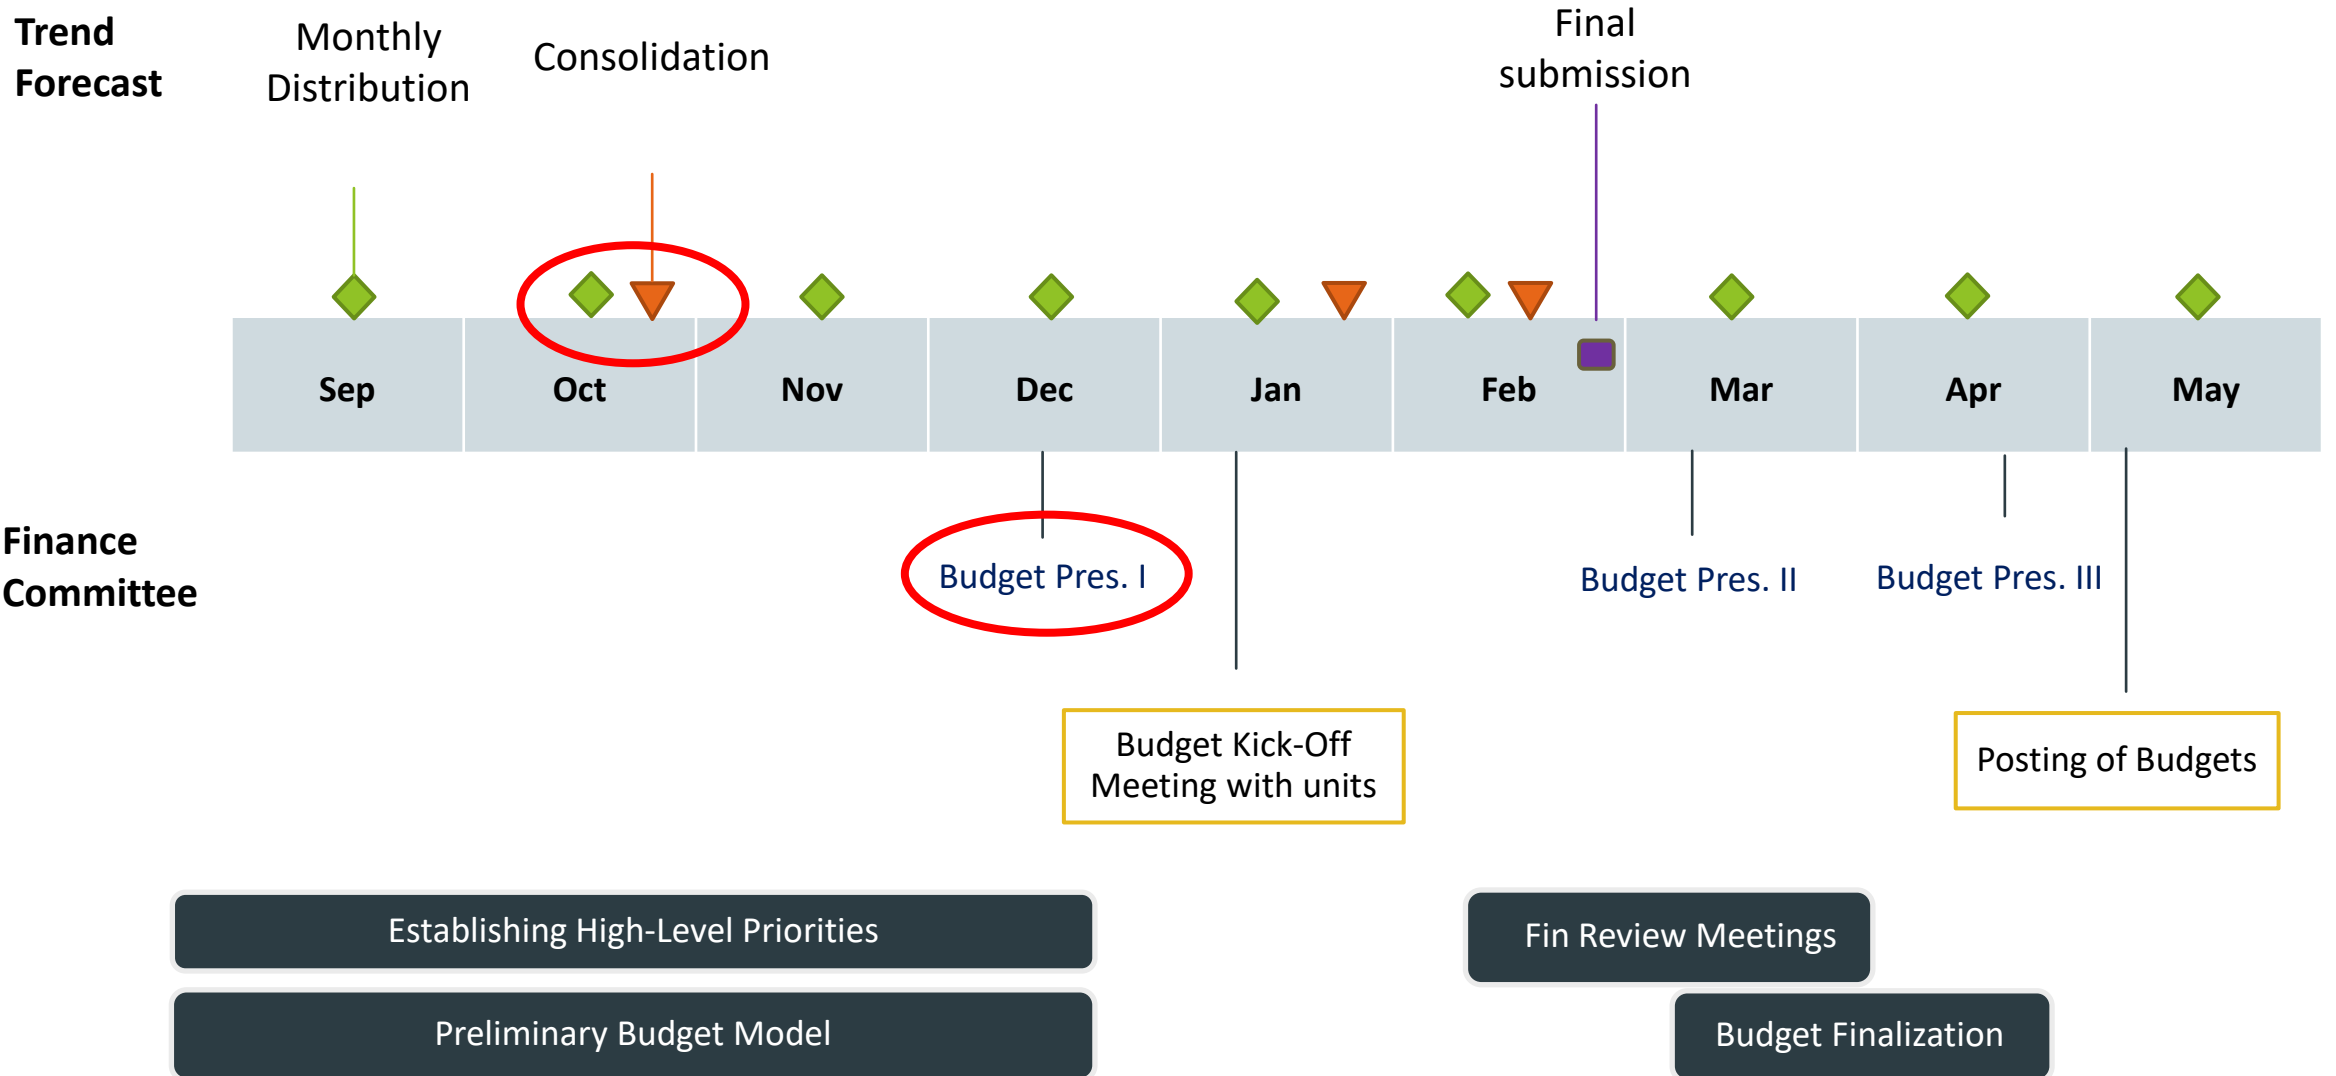 Trend
Forecast
Monthly
Distribution
Consolidation
Final
submission
Sep
Oct
Nov
Dec
Jan
Feb
Mar
Apr
May
Finance
Committee
Budget Pres. I
Budget Pres. II
Budget Pres. III
Budget Kick-Off
Meeting with units
Posting of Budgets
Establishing High-Level Priorities
Fin Review Meetings
Preliminary Budget Model
Budget Finalization